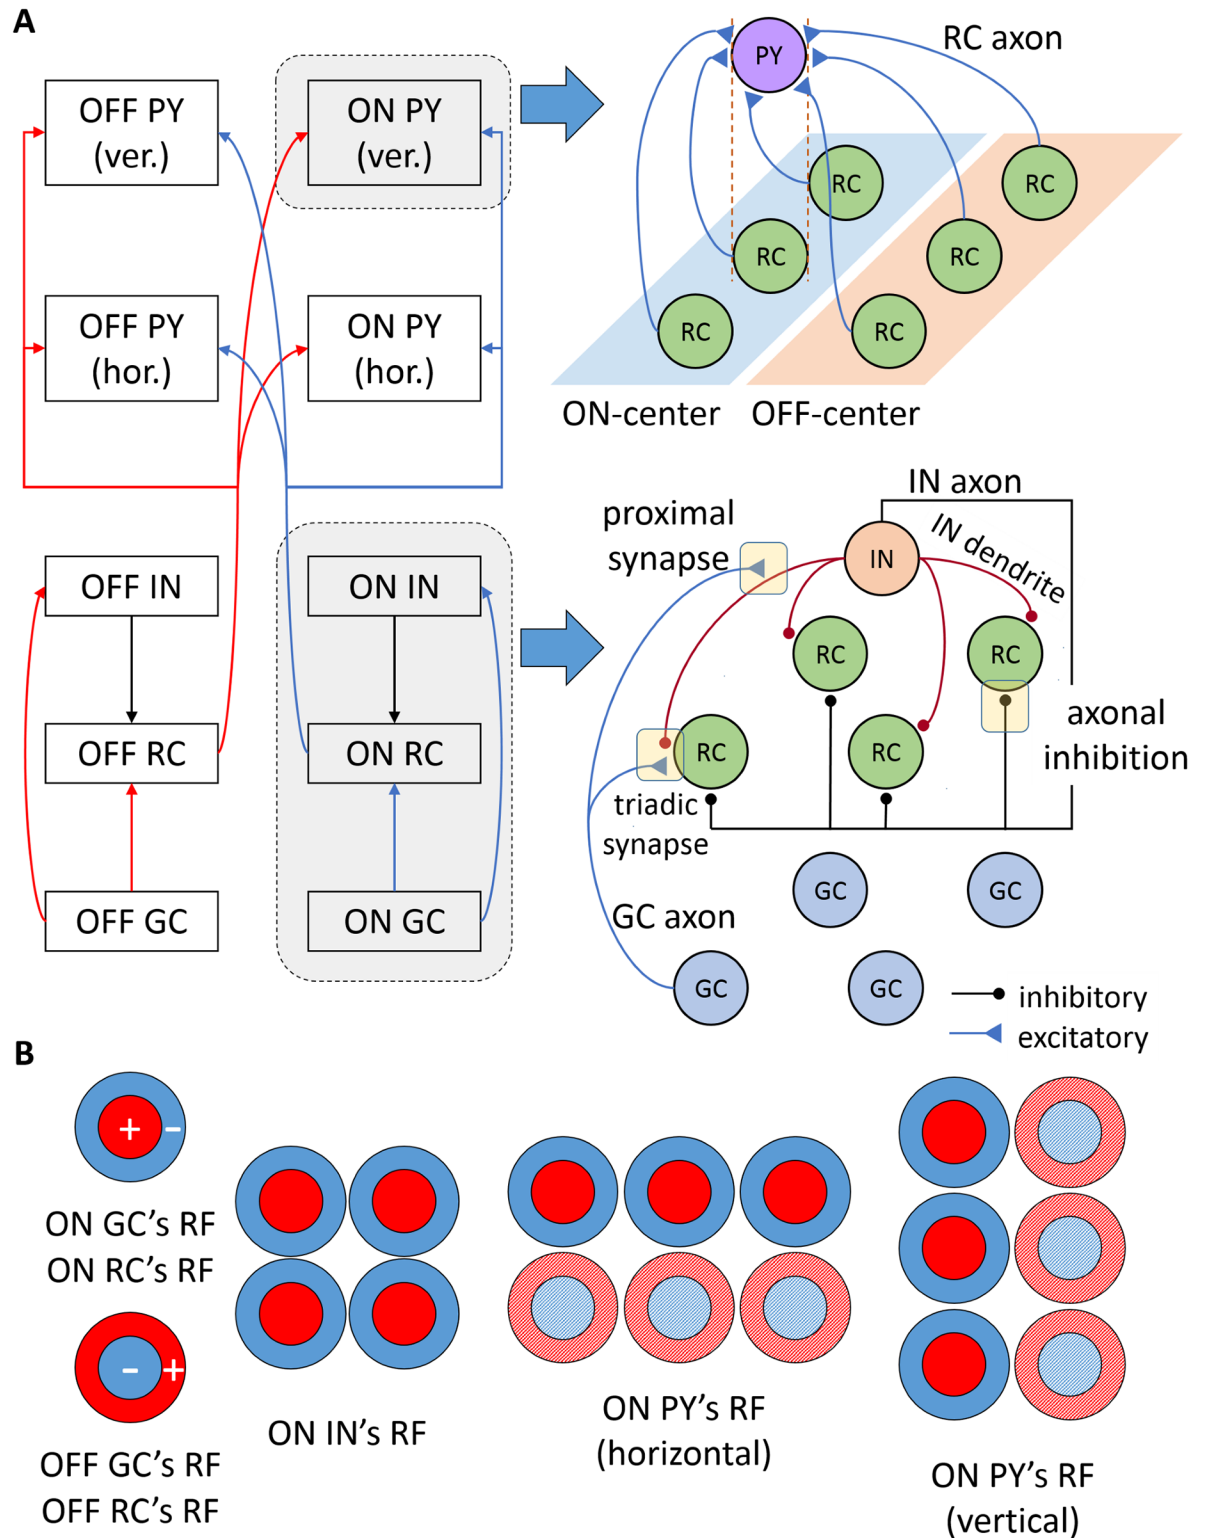 A
OFF PY
(ver.)
ON PY
(ver.)
OFF PY
(hor.)
ON PY
(hor.)
OFF IN
ON IN
OFF RC
ON RC
OFF GC
ON GC
PY
RC axon
RC
RC
RC
RC
RC
RC
ON-center
OFF-center
IN axon
proximal
synapse
IN
IN dendrite
RC
RC
RC
RC
axonal
inhibition
triadic
synapse
GC
GC
GC axon
GC
GC
inhibitory
excitatory
B
+
-
ON GC's RF
ON RC's RF
-
+
OFF GC's RF
OFF RC's RF
ON IN's RF
ON PY's RF
(horizontal)
ON PY's RF
(vertical)